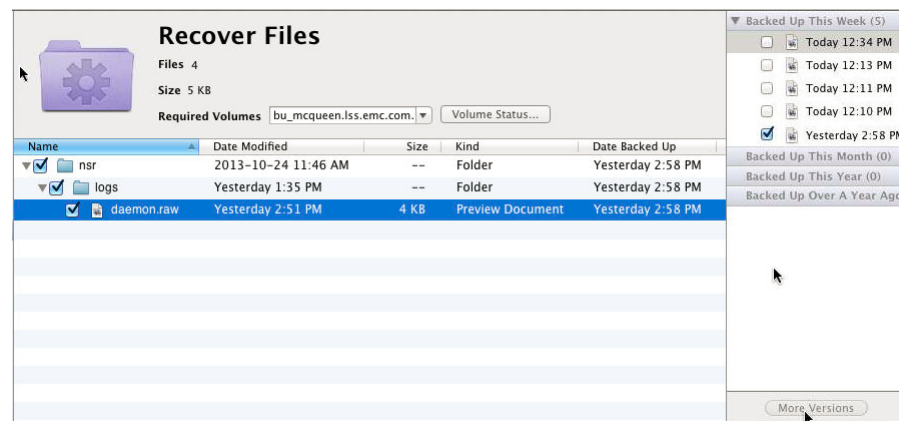 Recover Files
Files 4
Size 5 KB
Required Volumes bu_mcqueen.lss.emc.com. Volume Status...
Name Date Modified Size Kind Date Backed Up
nsr 2013-10-24 11:46 AM -- Folder Yesterday 2:58 PM
logs Yesterday 1:35 PM -- Folder Yesterday 2:58 PM
daemon.raw Yesterday 2:51 PM 4 KB Preview Document Yesterday 2:58 PM
Backed Up This Week (5)
Today 12:34 PM
Today 12:13 PM
Today 12:11 PM
Today 12:10 PM
Yesterday 2:58 PM
Backed Up This Month (0)
Backed Up This Year (0)
Backed Up Over A Year Ago
More Versions